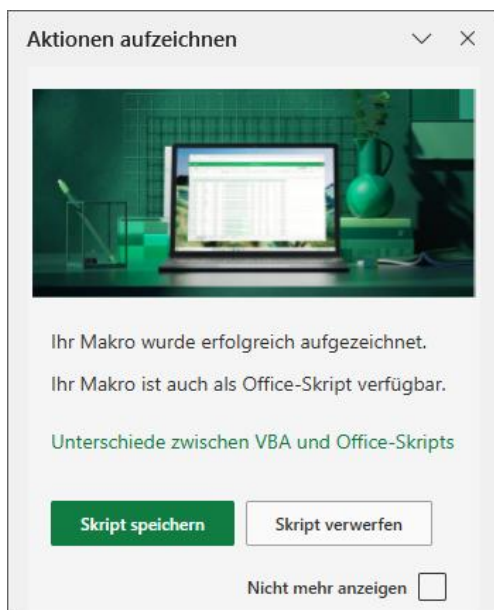 Aktionen aufzeichnen
Ihr Makro wurde erfolgreich aufgezeichnet.
Ihr Makro ist auch als Office-Skript verfügbar.
Unterschiede zwischen VBA und Office-Skripts
Skript speichern
Skript verwerfen
Nicht mehr anzeigen